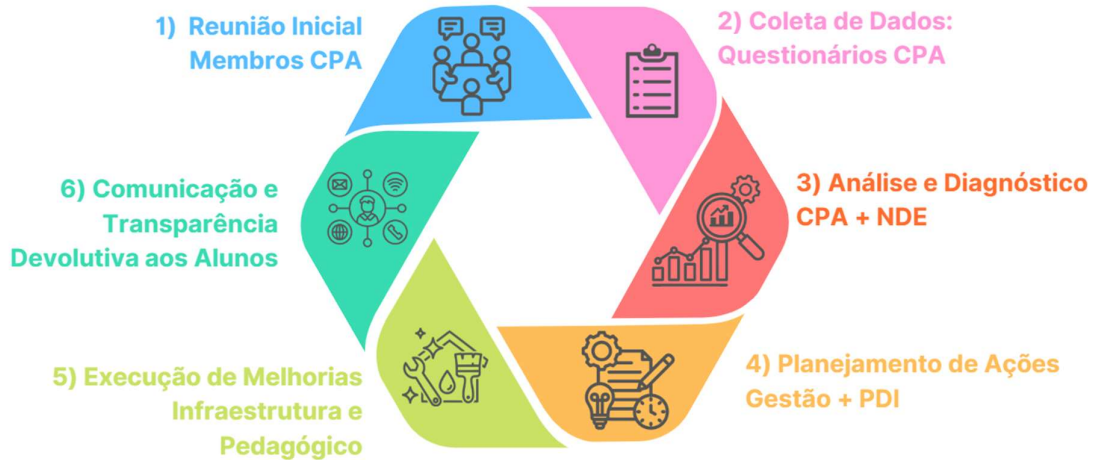 1) Reunião Inicial
Membros CPA
2) Coleta de Dados:
Questionários CPA
3) Análise e Diagnóstico
CPA + NDE
4) Planejamento de Ações
Gestão + PDI
5) Execução de Melhorias
Infraestrutura e
Pedagógico
6) Comunicação e
Transparência
Devolutiva aos Alunos